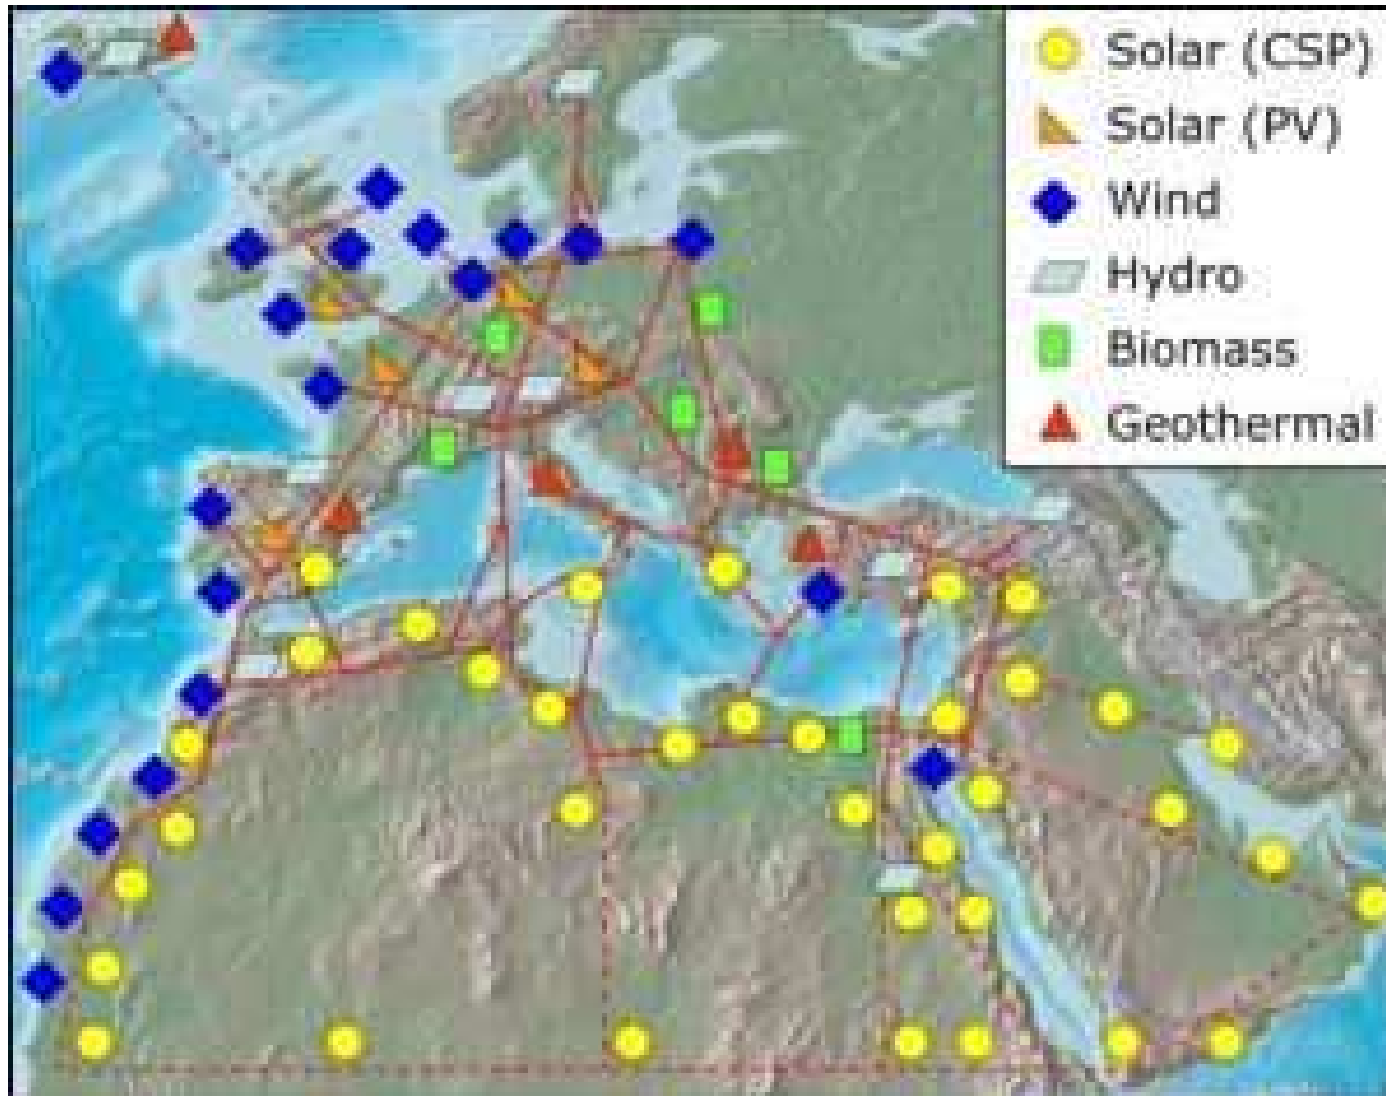 Solar (CSP)
Solar (PV)
Wind
Hydro
Biomass
Geothermal